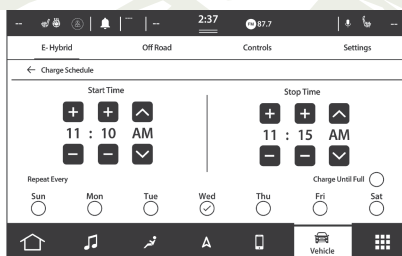 -- -- -- 2:37 FM 87.7 --
E- Hybrid Off Road Controls Settings
← Charge Schedule
Start Time Stop Time
+ + + +
11 : 10 AM 11 : 15 AM
− − − −
Repeat Every Charge Until Full
Sun Mon Tue Wed Thu Fri Sat
A
Vehicle